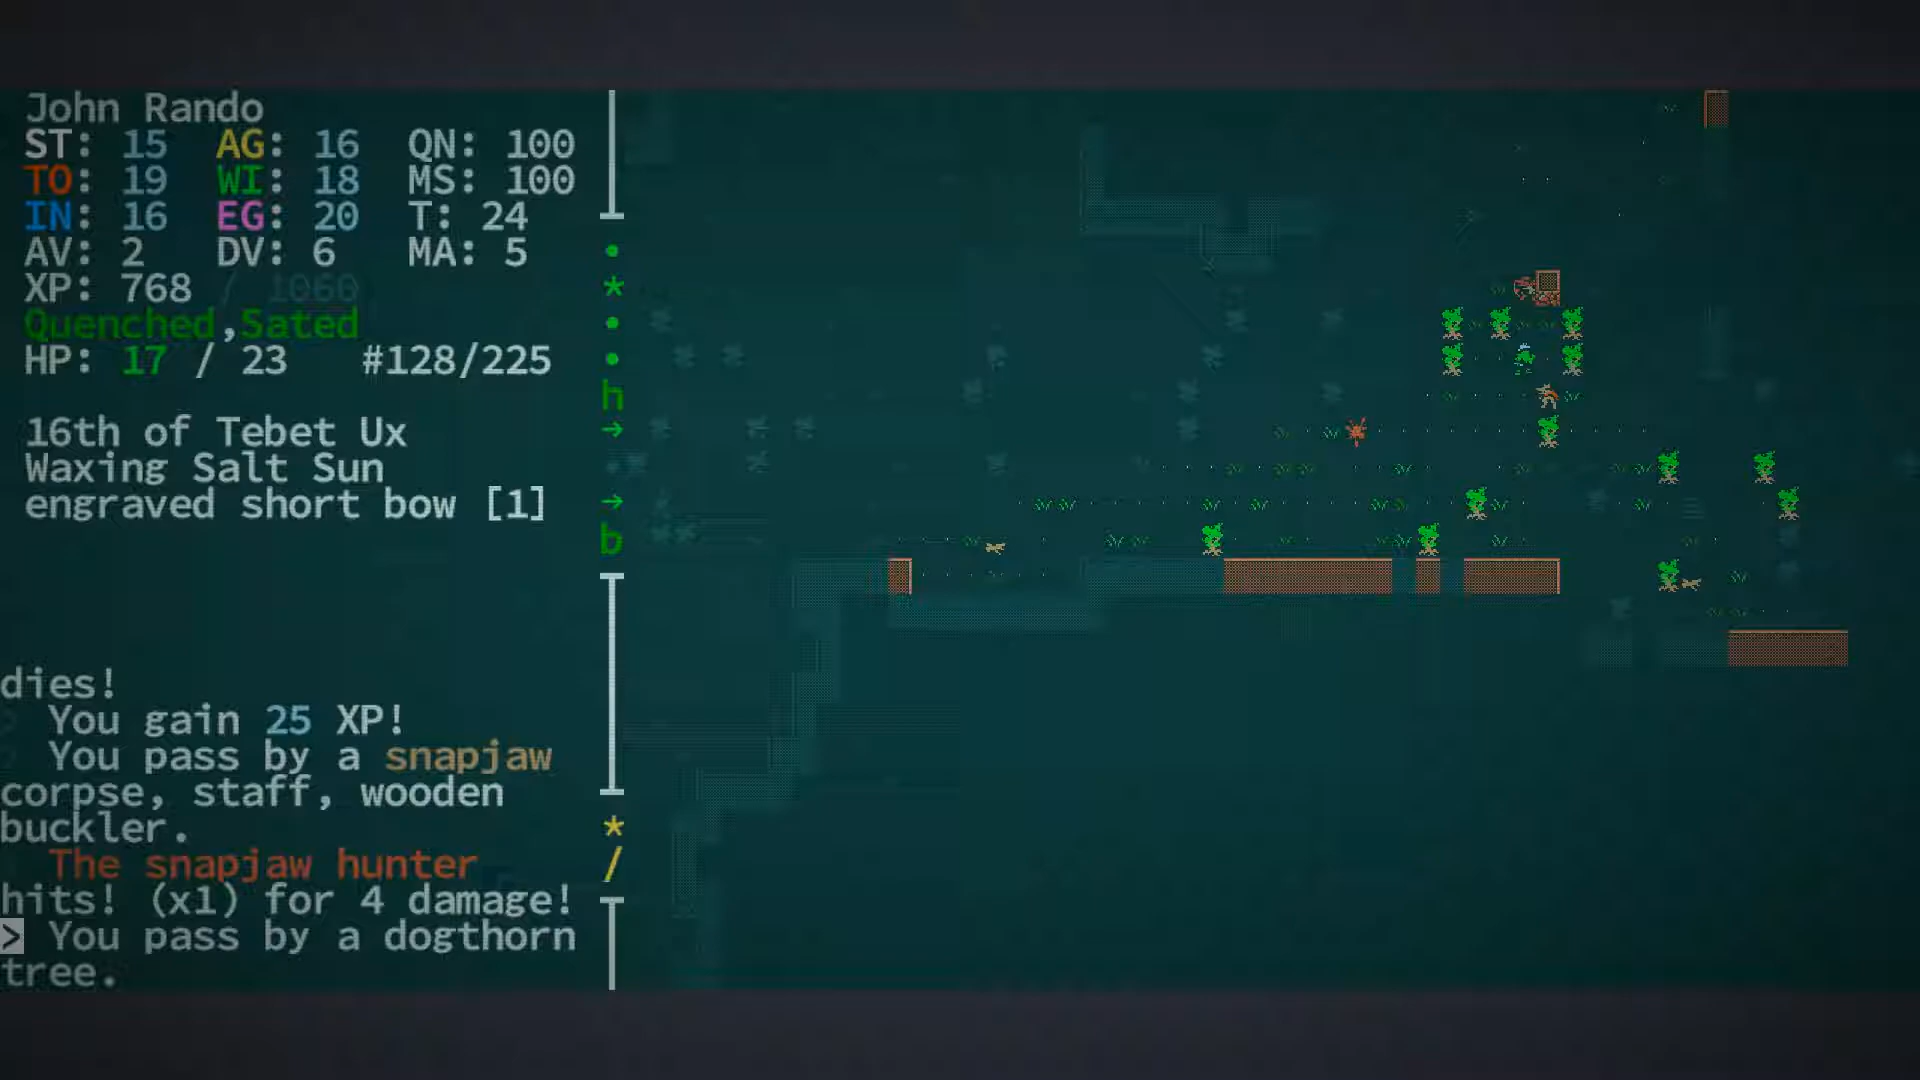 John Rando
ST: 15 AG: 16 QN: 100
TO: 19 WI: 18 MS: 100
IN: 16 EG: 20 T: 24
AV: 2 DV: 6 MA: 5
XP: 768 / 1060
Quenched,Sated
HP: 17 / 23 #128/225
16th of Tebet Ux
Waxing Salt Sun
engraved short bow [1]
• * • • h → • → b
* /
dies!
> You gain 25 XP!
> You pass by a snapjaw
corpse, staff, wooden
buckler.
The snapjaw hunter
hits! (x1) for 4 damage!
> You pass by a dogthorn
tree.